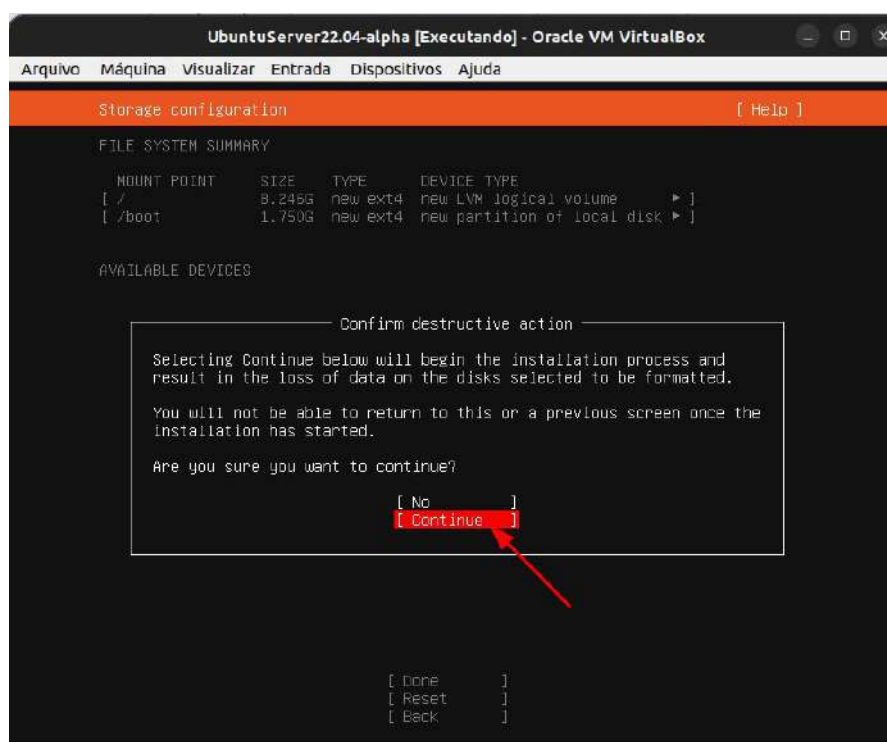 UbuntuServer22.04-alpha [Executando] - Oracle VM VirtualBox
Arquivo Máquina Visualizar Entrada Dispositivos Ajuda
Storage configuration [ Help ]
FILE SYSTEM SUMMARY
MOUNT POINT SIZE TYPE DEVICE TYPE
[ / 8.246G new ext4 new LVM logical volume ▸ ]
[ /boot 1.750G new ext4 new partition of local disk ▸ ]
AVAILABLE DEVICES
Confirm destructive action
Selecting Continue below will begin the installation process and
result in the loss of data on the disks selected to be formatted.
You will not be able to return to this or a previous screen once the
installation has started.
Are you sure you want to continue?
[ No ]
[ Continue ]
[ Done ]
[ Reset ]
[ Back ]